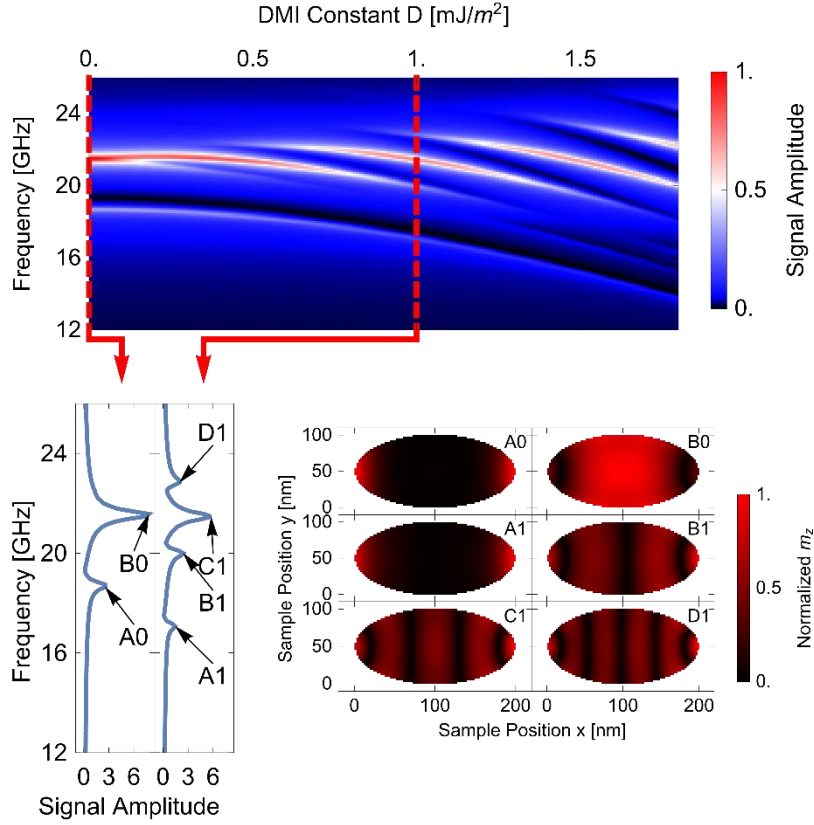 DMI Constant D [mJ/m²]
0. 0.5 1. 1.5
Frequency [GHz]
24
20
16
12
1.
0.5
0.
Signal Amplitude
Frequency [GHz]
24
20
16
12
D1
B0
C1
B1
A0
A1
0 3 6 0 3 6
Signal Amplitude
Sample Position y [nm]
100
50
0
100
50
0
100
50
0
A0
B0
A1
B1
C1
D1
0 100 200 0 100 200
Sample Position x [nm]
1.
0.5
0.
Normalized m_z